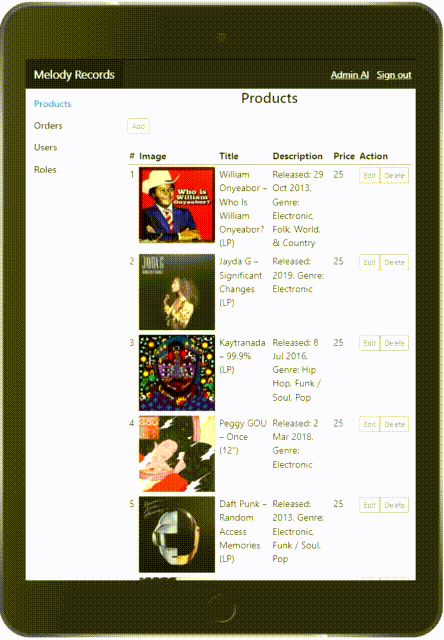 Melody Records
Admin Al Sign out
Products
Orders
Users
Roles
Products
Add
# Image Title Description Price Action
1
Who is
William
Onyeabor?
William
Onyeabor –
Who Is
William
Onyeabor?
(LP)
Released: 29
Oct 2013,
Genre:
Electronic,
Folk, World,
& Country
25
Edit Delete
2
JAYDA G
Jayda G –
Significant
Changes
(LP)
Released:
2019, Genre:
Electronic
25
Edit Delete
3
Kaytranada
– 99.9%
(LP)
Released: 8
Jul 2016,
Genre: Hip
Hop, Funk /
Soul, Pop
25
Edit Delete
4
GOU
Peggy GOU
– Once
(12")
Released: 2
Mar 2018,
Genre:
Electronic
25
Edit Delete
5
Daft Punk –
Random
Access
Memories
(LP)
Released:
2013, Genre:
Electronic,
Funk / Soul,
Pop
25
Edit Delete